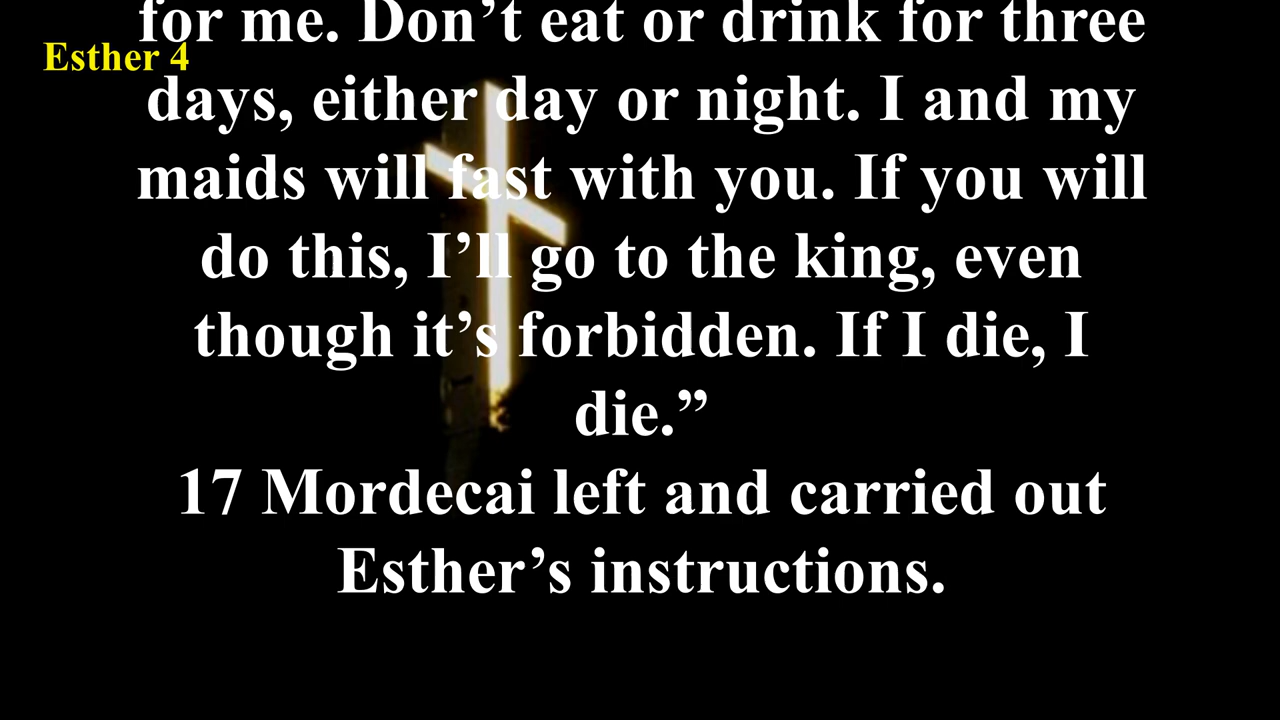 for me. Don’t eat or drink for three
Esther 4
days, either day or night. I and my
maids will fast with you. If you will
do this, I’ll go to the king, even
though it’s forbidden. If I die, I
die.”
17 Mordecai left and carried out
Esther’s instructions.